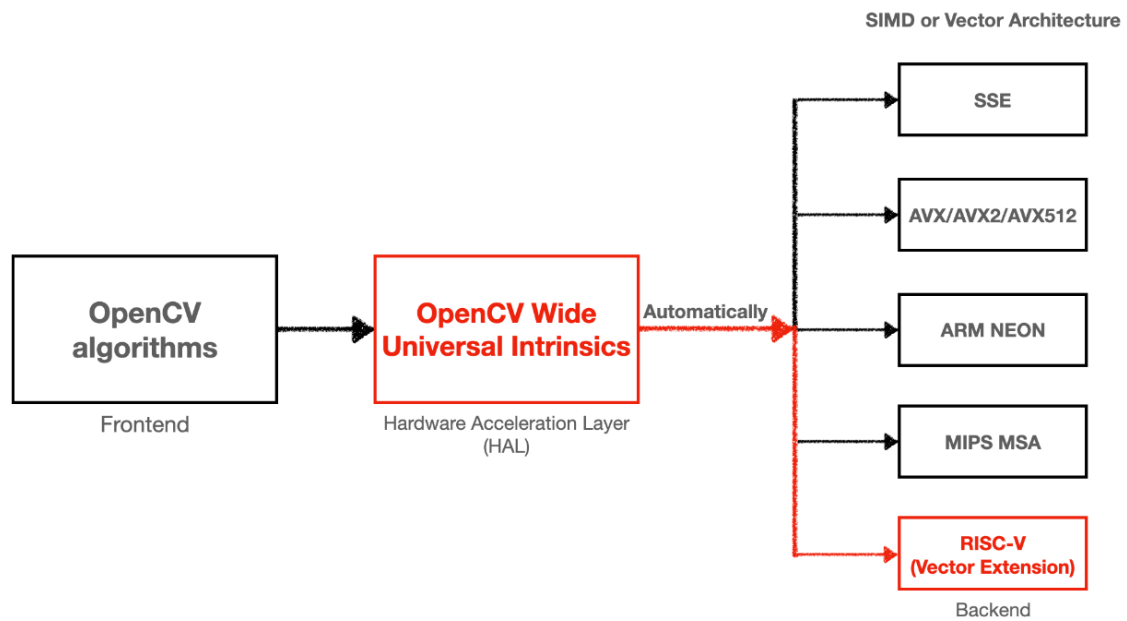 SIMD or Vector Architecture
SSE
AVX/AVX2/AVX512
OpenCV
algorithms
Frontend
OpenCV Wide
Universal Intrinsics
Hardware Acceleration Layer
(HAL)
Automatically
ARM NEON
MIPS MSA
RISC-V
(Vector Extension)
Backend